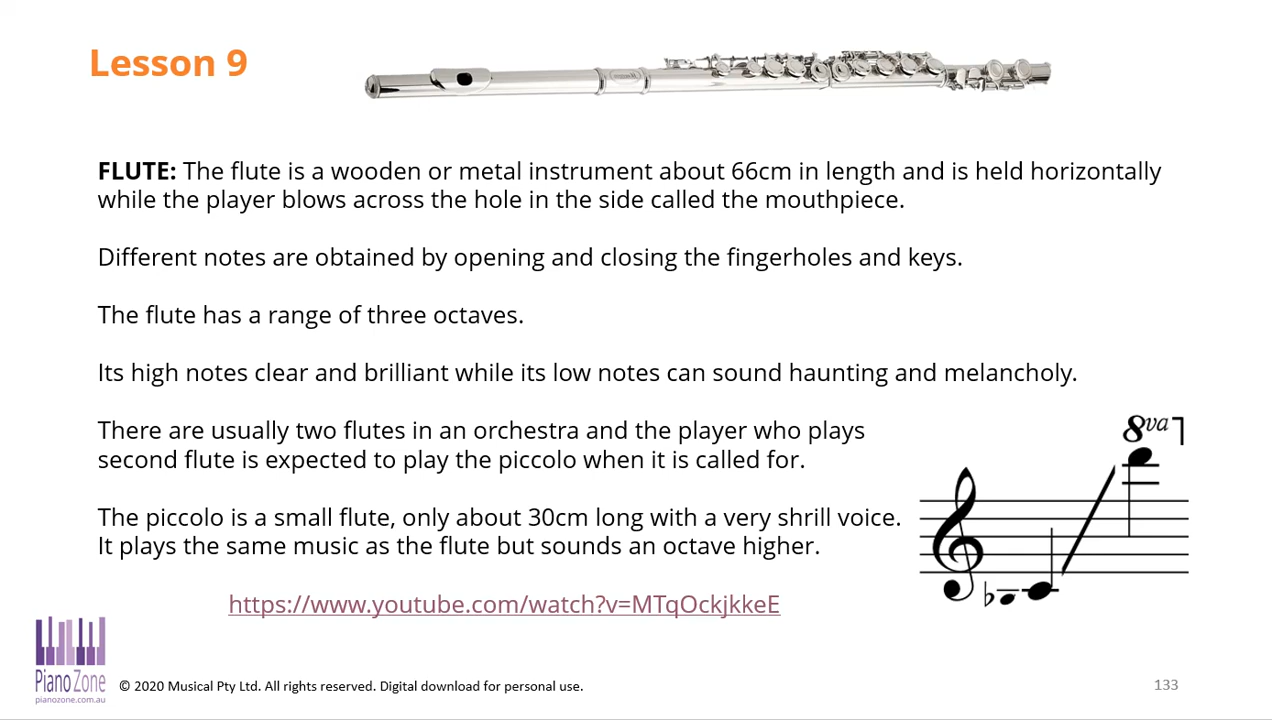 Lesson 9
FLUTE: The flute is a wooden or metal instrument about 66cm in length and is held horizontally
while the player blows across the hole in the side called the mouthpiece.
Different notes are obtained by opening and closing the fingerholes and keys.
The flute has a range of three octaves.
Its high notes clear and brilliant while its low notes can sound haunting and melancholy.
There are usually two flutes in an orchestra and the player who plays
second flute is expected to play the piccolo when it is called for.
8va
The piccolo is a small flute, only about 30cm long with a very shrill voice.
It plays the same music as the flute but sounds an octave higher.
https://www.youtube.com/watch?v=MTqOckjkkeE
Piano Zone
pianozone.com.au
© 2020 Musical Pty Ltd. All rights reserved. Digital download for personal use.
133